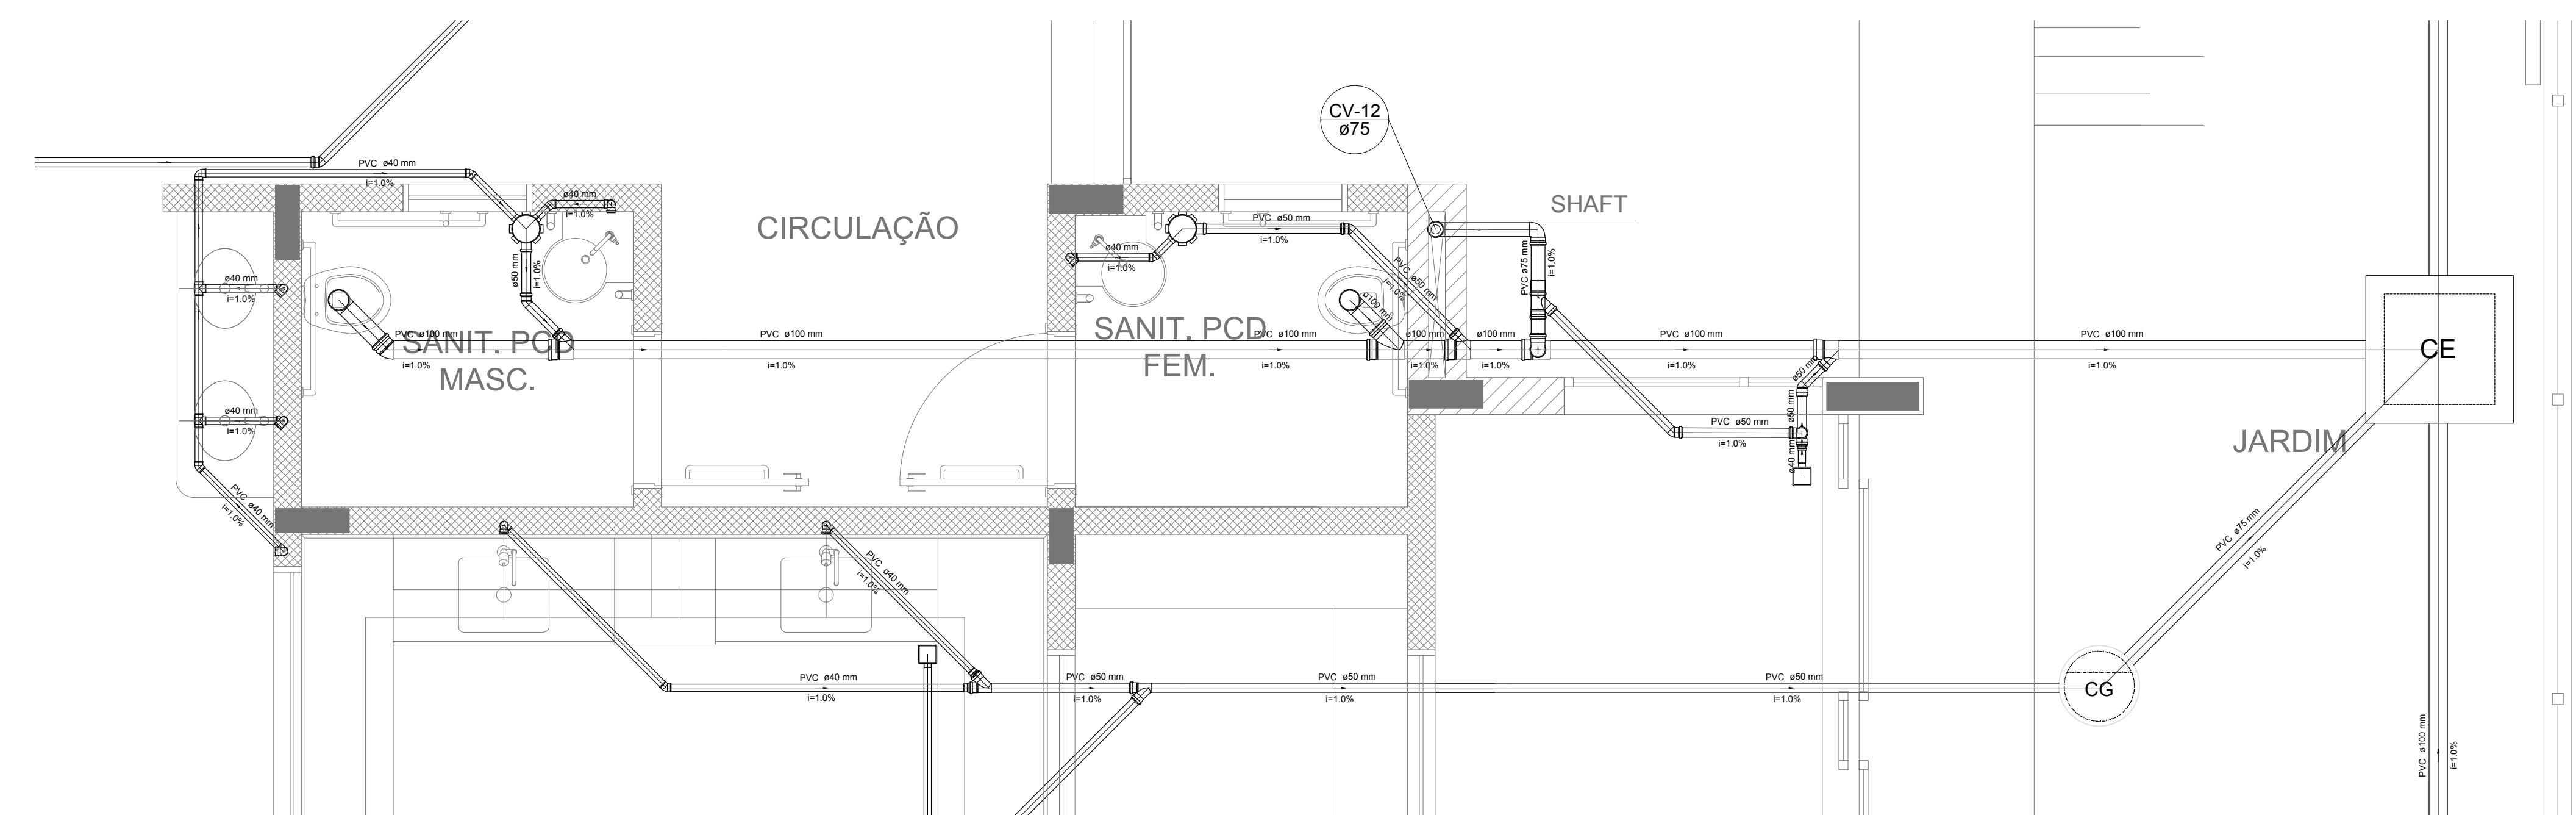 CV-12
ø75
PVC ø40 mm
i=1.0%
ø40 mm
i=1.0%
CIRCULAÇÃO
SHAFT
PVC ø50 mm
i=1.0%
ø40 mm
i=1.0%
ø50 mm
i=1.0%
PVC ø50 mm
i=1.0%
PVC ø75 mm
i=1.0%
ø40 mm
i=1.0%
ø100 mm
PVC ø100 mm
i=1.0%
SANIT. PCD
MASC.
PVC ø100 mm
i=1.0%
SANIT. PCD
FEM.
PVC ø100 mm
i=1.0%
ø100 mm
i=1.0%
ø100 mm
i=1.0%
PVC ø100 mm
i=1.0%
PVC ø100 mm
i=1.0%
CE
ø50 mm
ø50 mm
ø40 mm
PVC ø50 mm
i=1.0%
ø40 mm
i=1.0%
JARDIM
PVC ø40 mm
i=1.0%
PVC ø40 mm
i=1.0%
PVC ø75 mm
i=1.0%
PVC ø40 mm
i=1.0%
PVC ø50 mm
i=1.0%
PVC ø50 mm
i=1.0%
PVC ø50 mm
i=1.0%
CG
PVC ø100 mm
i=1.0%